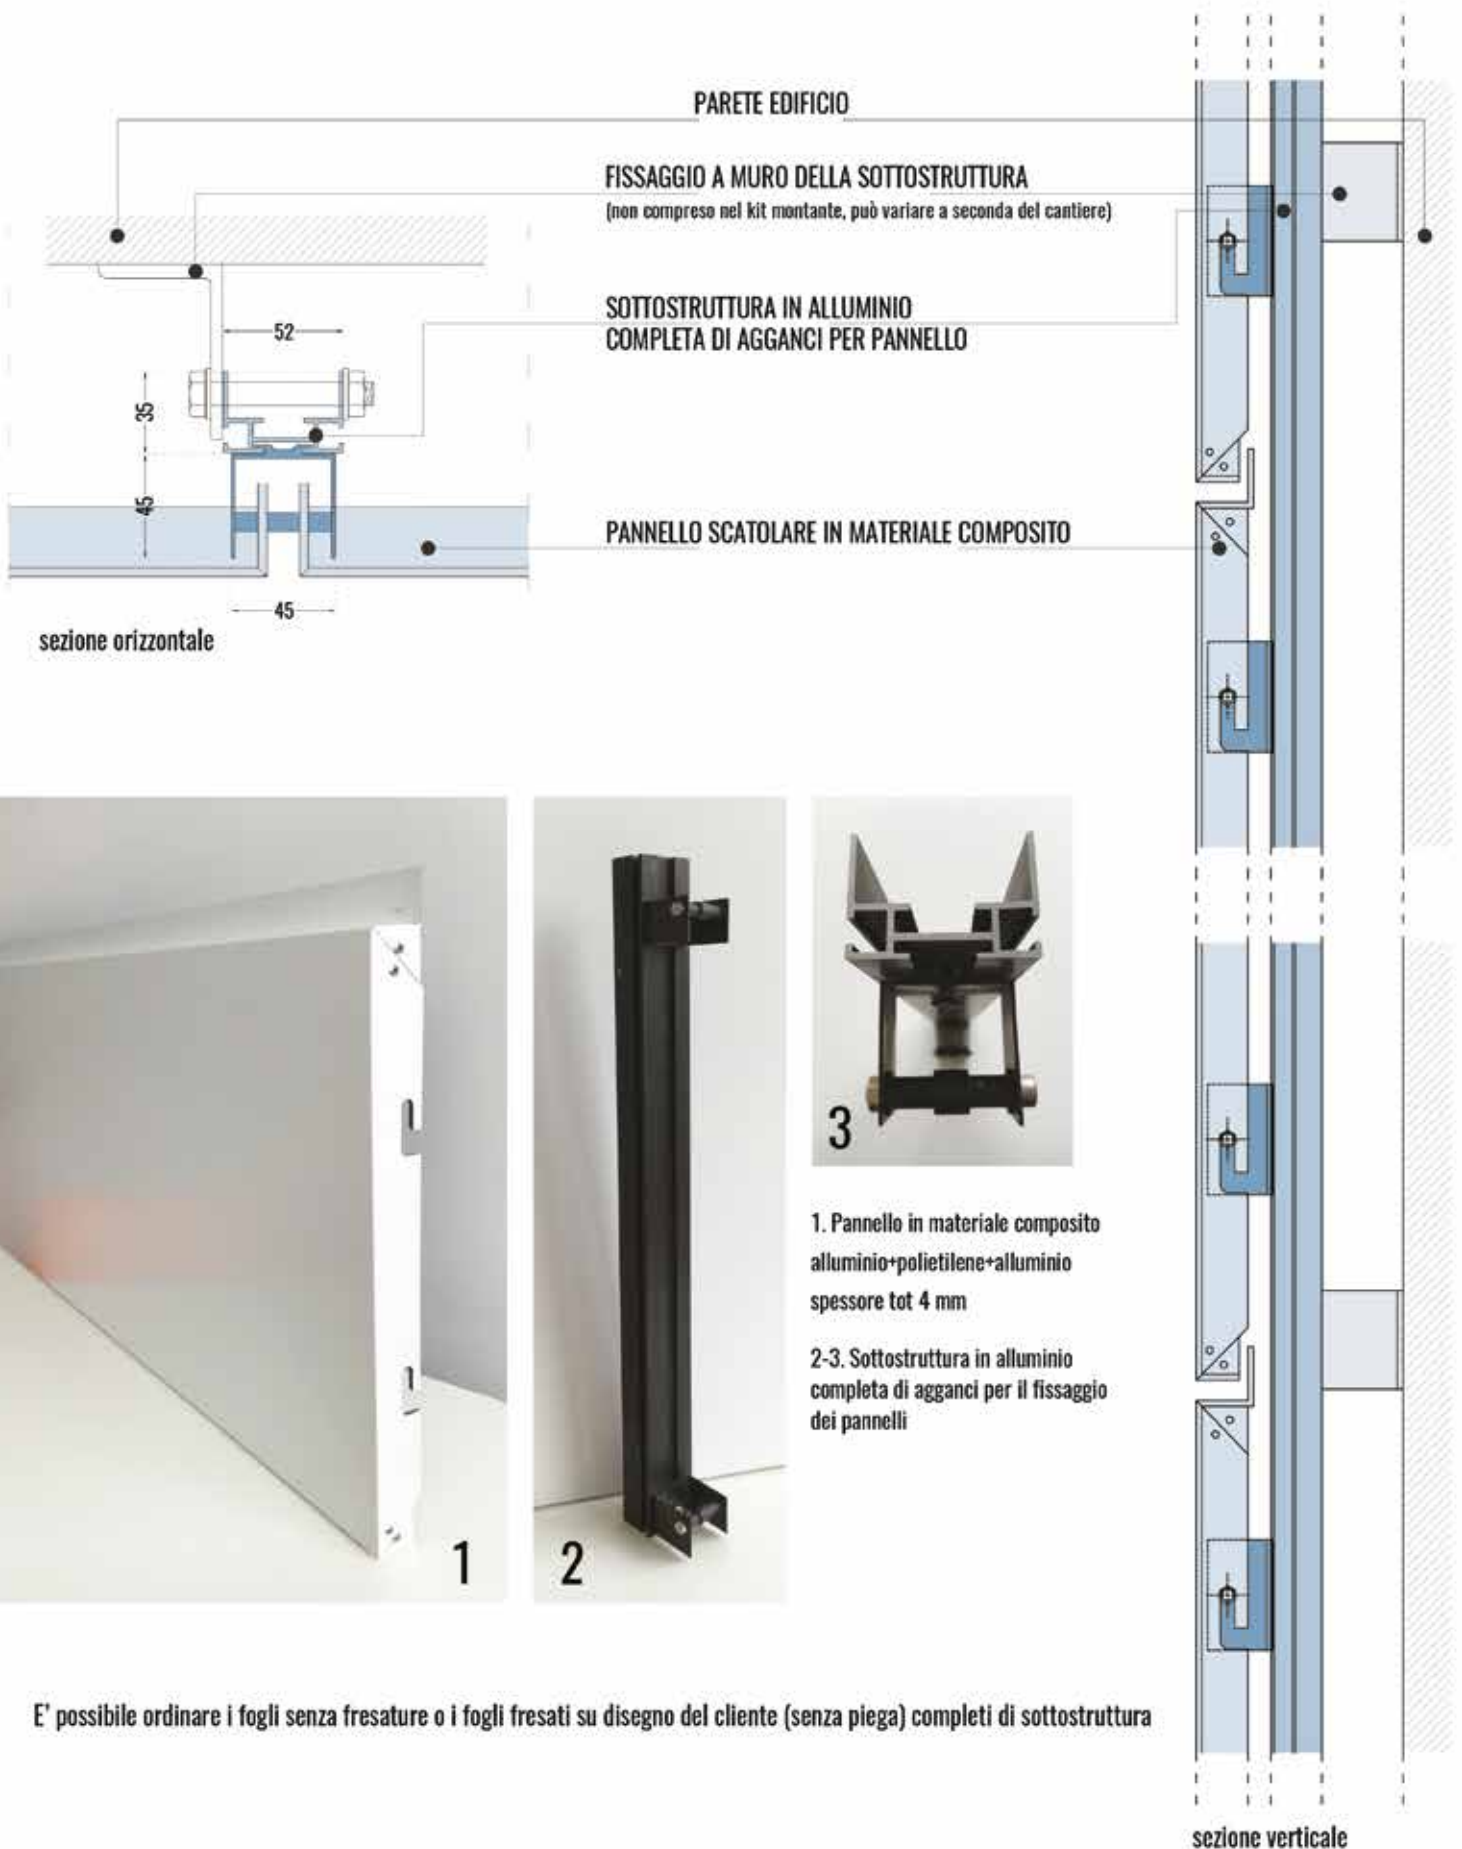 PARETE EDIFICIO
FISSAGGIO A MURO DELLA SOTTOSTRUTTURA
(non compreso nel kit montante, può variare a seconda del cantiere)
52
SOTTOSTRUTTURA IN ALLUMINIO
COMPLETA DI AGGANCI PER PANNELLO
35
45
PANNELLO SCATOLARE IN MATERIALE COMPOSITO
45
sezione orizzontale
3
1. Pannello in materiale composito
alluminio+polietilene+alluminio
spessore tot 4 mm
2-3. Sottostruttura in alluminio
completa di agganci per il fissaggio
dei pannelli
1
2
E' possibile ordinare i fogli senza fresature o i fogli fresati su disegno del cliente (senza piega) completi di sottostruttura
sezione verticale